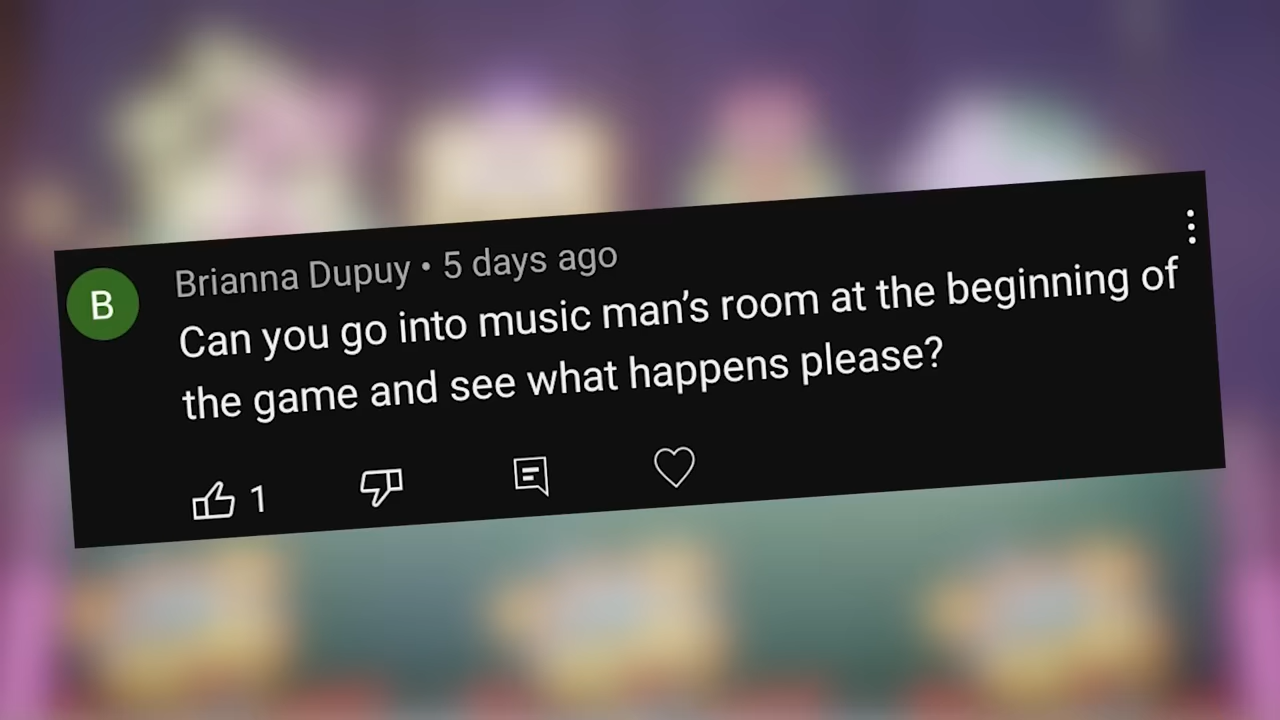 B
Brianna Dupuy • 5 days ago
Can you go into music man's room at the beginning of
the game and see what happens please?
1